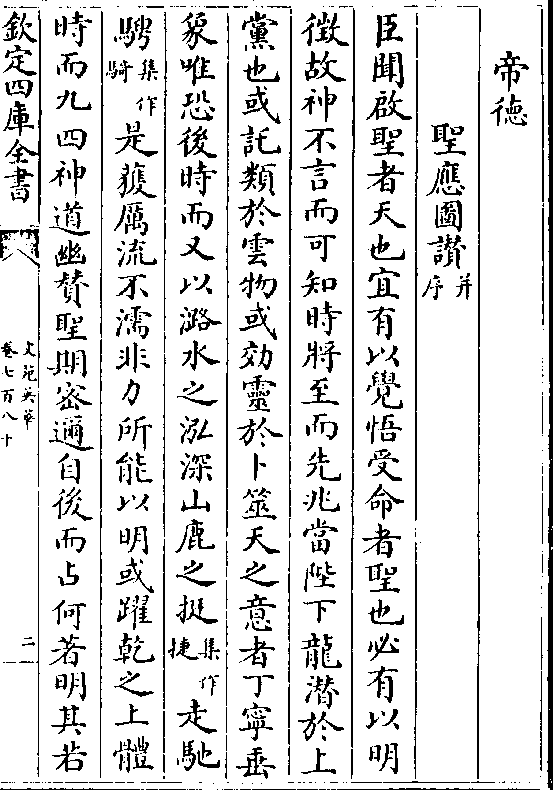 帝徳
聖應圖讃并序
臣聞啟聖者天也宜有以覺悟受命者聖也必有以明
徴故神不言而可知時將至而先兆當陛下龍潛於上
黨也或託類於雲物或効靈於卜筮天之意者丁寧垂
象唯恐後時而又以潞水之泓深山鹿之挺集作捷走馳
騁集作騎是獲厲流不濡非力所能以明或躍乾之上體
時而九四神道幽賛聖期宻邇自後而占何著明其若
欽定四庫全書
文苑英華
卷七百八十
二